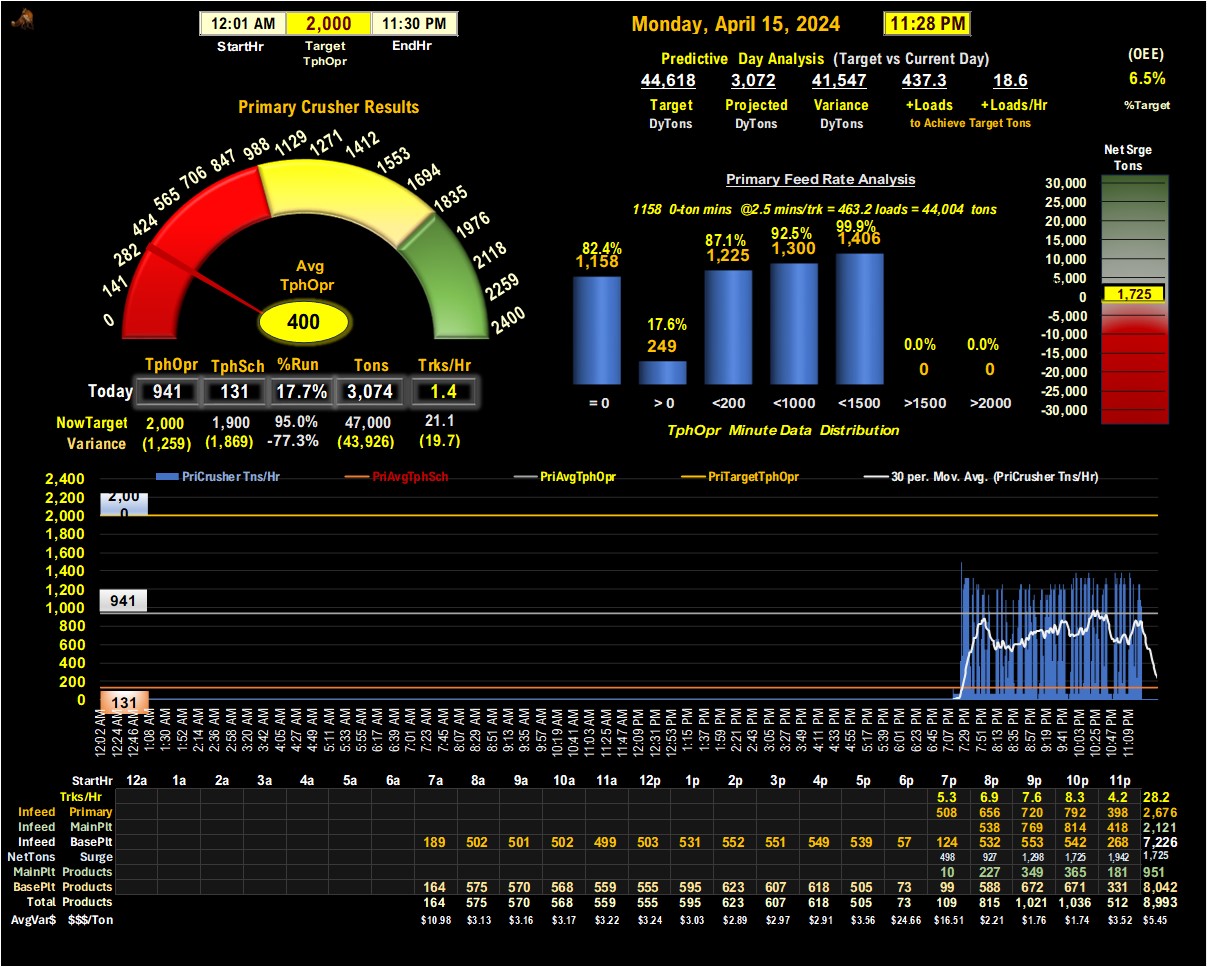 12:01 AM 2,000 11:30 PM
StartHr Target TphOpr EndHr
Monday, April 15, 2024 11:28 PM
Predictive Day Analysis (Target vs Current Day)
44,618 3,072 41,547 437.3 18.6
Target Projected Variance +Loads +Loads/Hr
DyTons DyTons DyTons to Achieve Target Tons
(OEE)
6.5%
%Target
Primary Crusher Results
0 141 282 424 565 706 847 988 1129 1271 1412 1553 1694 1835 1976 2118 2259 2400
Avg
TphOpr
400
TphOpr TphSch %Run Tons Trks/Hr
Today 941 131 17.7% 3,074 1.4
NowTarget 2,000 1,900 95.0% 47,000 21.1
Variance (1,259) (1,869) -77.3% (43,926) (19.7)
Primary Feed Rate Analysis
1158 0-ton mins @2.5 mins/trk = 463.2 loads = 44,004 tons
82.4% 17.6% 87.1% 92.5% 99.9% 0.0% 0.0%
1,158 249 1,225 1,300 1,406 0 0
= 0 > 0 <200 <1000 <1500 >1500 >2000
TphOpr Minute Data Distribution
Net Srge
Tons
30,000
25,000
20,000
15,000
10,000
5,000
0
-5,000
-10,000
-15,000
-20,000
-25,000
-30,000
1,725
PriCrusher Tns/Hr PriAvgTphSch PriAvgTphOpr PriTargetTphOpr 30 per. Mov. Avg. (PriCrusher Tns/Hr)
2,400
2,200
2,000
1,800
1,600
1,400
1,200
1,000
800
600
400
200
0
2,00
0
941
131
12:02 AM 12:24 AM 12:46 AM 1:08 AM 1:30 AM 1:52 AM 2:14 AM 2:36 AM 2:58 AM 3:20 AM 3:42 AM 4:05 AM 4:27 AM 4:49 AM 5:11 AM 5:33 AM 5:55 AM 6:17 AM 6:39 AM 7:01 AM 7:23 AM 7:45 AM 8:07 AM 8:29 AM 8:51 AM 9:13 AM 9:35 AM 9:57 AM 10:19 AM 10:41 AM 11:03 AM 11:25 AM 11:47 AM 12:09 PM 12:31 PM 12:53 PM 1:15 PM 1:37 PM 1:59 PM 2:21 PM 2:43 PM 3:05 PM 3:27 PM 3:49 PM 4:11 PM 4:33 PM 4:55 PM 5:17 PM 5:39 PM 6:01 PM 6:23 PM 6:45 PM 7:07 PM 7:29 PM 7:51 PM 8:13 PM 8:35 PM 8:57 PM 9:19 PM 9:41 PM 10:03 PM 10:25 PM 10:47 PM 11:09 PM
StartHr 12a 1a 2a 3a 4a 5a 6a 7a 8a 9a 10a 11a 12p 1p 2p 3p 4p 5p 6p 7p 8p 9p 10p 11p
Trks/Hr 5.3 6.9 7.6 8.3 4.2 28.2
Infeed Primary 508 656 720 792 398 2,676
Infeed MainPlt 538 769 814 418 2,121
Infeed BasePlt 189 502 501 502 499 503 531 552 551 549 539 57 124 532 553 542 268 7,226
NetTons Surge 498 927 1,298 1,725 1,942 1,725
MainPlt Products 10 227 349 365 181 951
BasePlt Products 164 575 570 568 559 555 595 623 607 618 505 73 99 588 672 671 331 8,042
Total Products 164 575 570 568 559 555 595 623 607 618 505 73 109 815 1,021 1,036 512 8,993
AvgVar$ $$$/Ton $10.98 $3.13 $3.16 $3.17 $3.22 $3.24 $3.03 $2.89 $2.97 $2.91 $3.56 $24.66 $16.51 $2.21 $1.76 $1.74 $3.52 $5.45